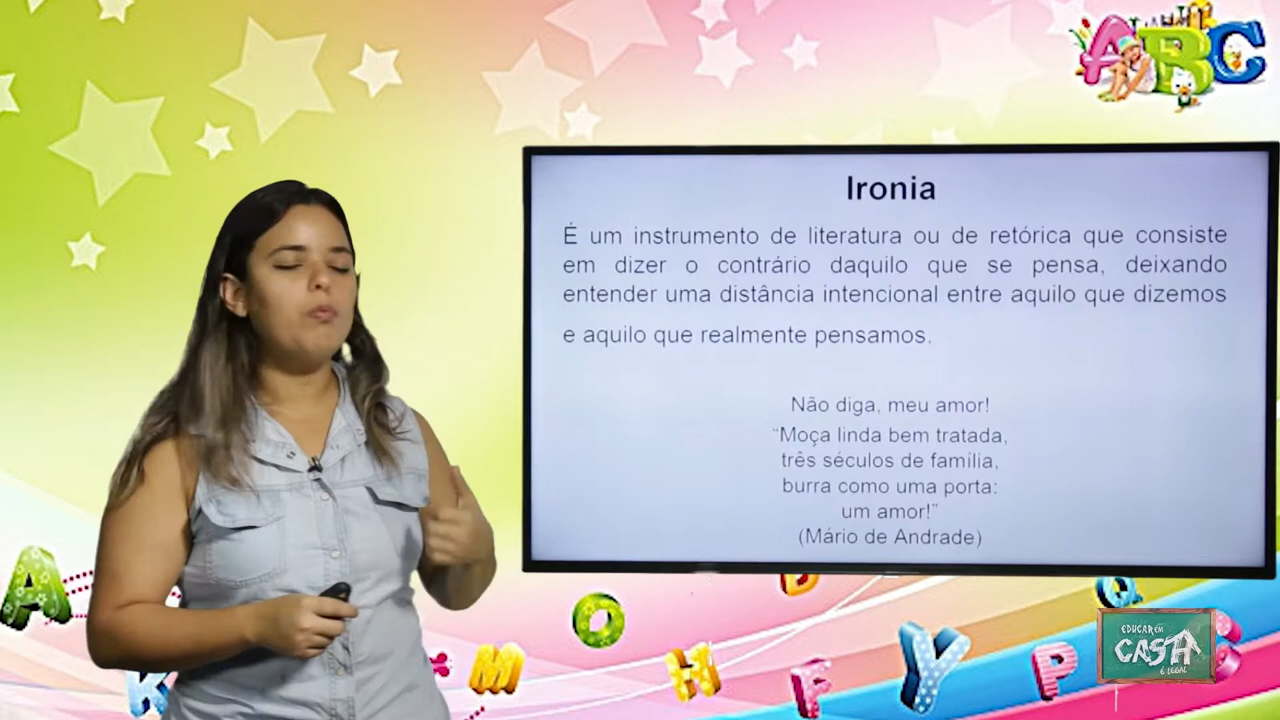 ABC
Ironia
É um instrumento de literatura ou de retórica que consiste
em dizer o contrário daquilo que se pensa, deixando
entender uma distância intencional entre aquilo que dizemos
e aquilo que realmente pensamos.
Não diga, meu amor!
“Moça linda bem tratada,
três séculos de família,
burra como uma porta:
um amor!”
(Mário de Andrade)
A
B
Q
O
K
M
H
F
Y
P
EDUCAR EM
CASA
É LEGAL